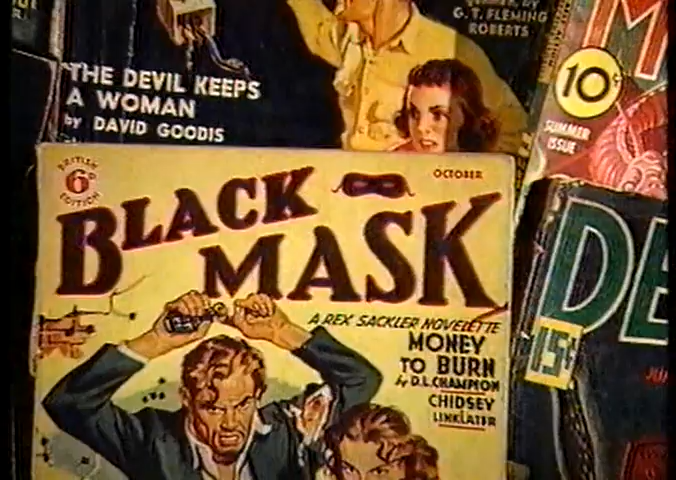 G. T. FLEMING
ROBERTS
THE DEVIL KEEPS
A WOMAN
by DAVID GOODIS
M
10¢
SUMMER
ISSUE
BRITISH
6D
EDITION
OCTOBER
BLACK
MASK
A REX SACKLER NOVELETTE
MONEY
TO BURN
by D.L. CHAMPION
CHIDSEY
LINKLATER
DE
15¢